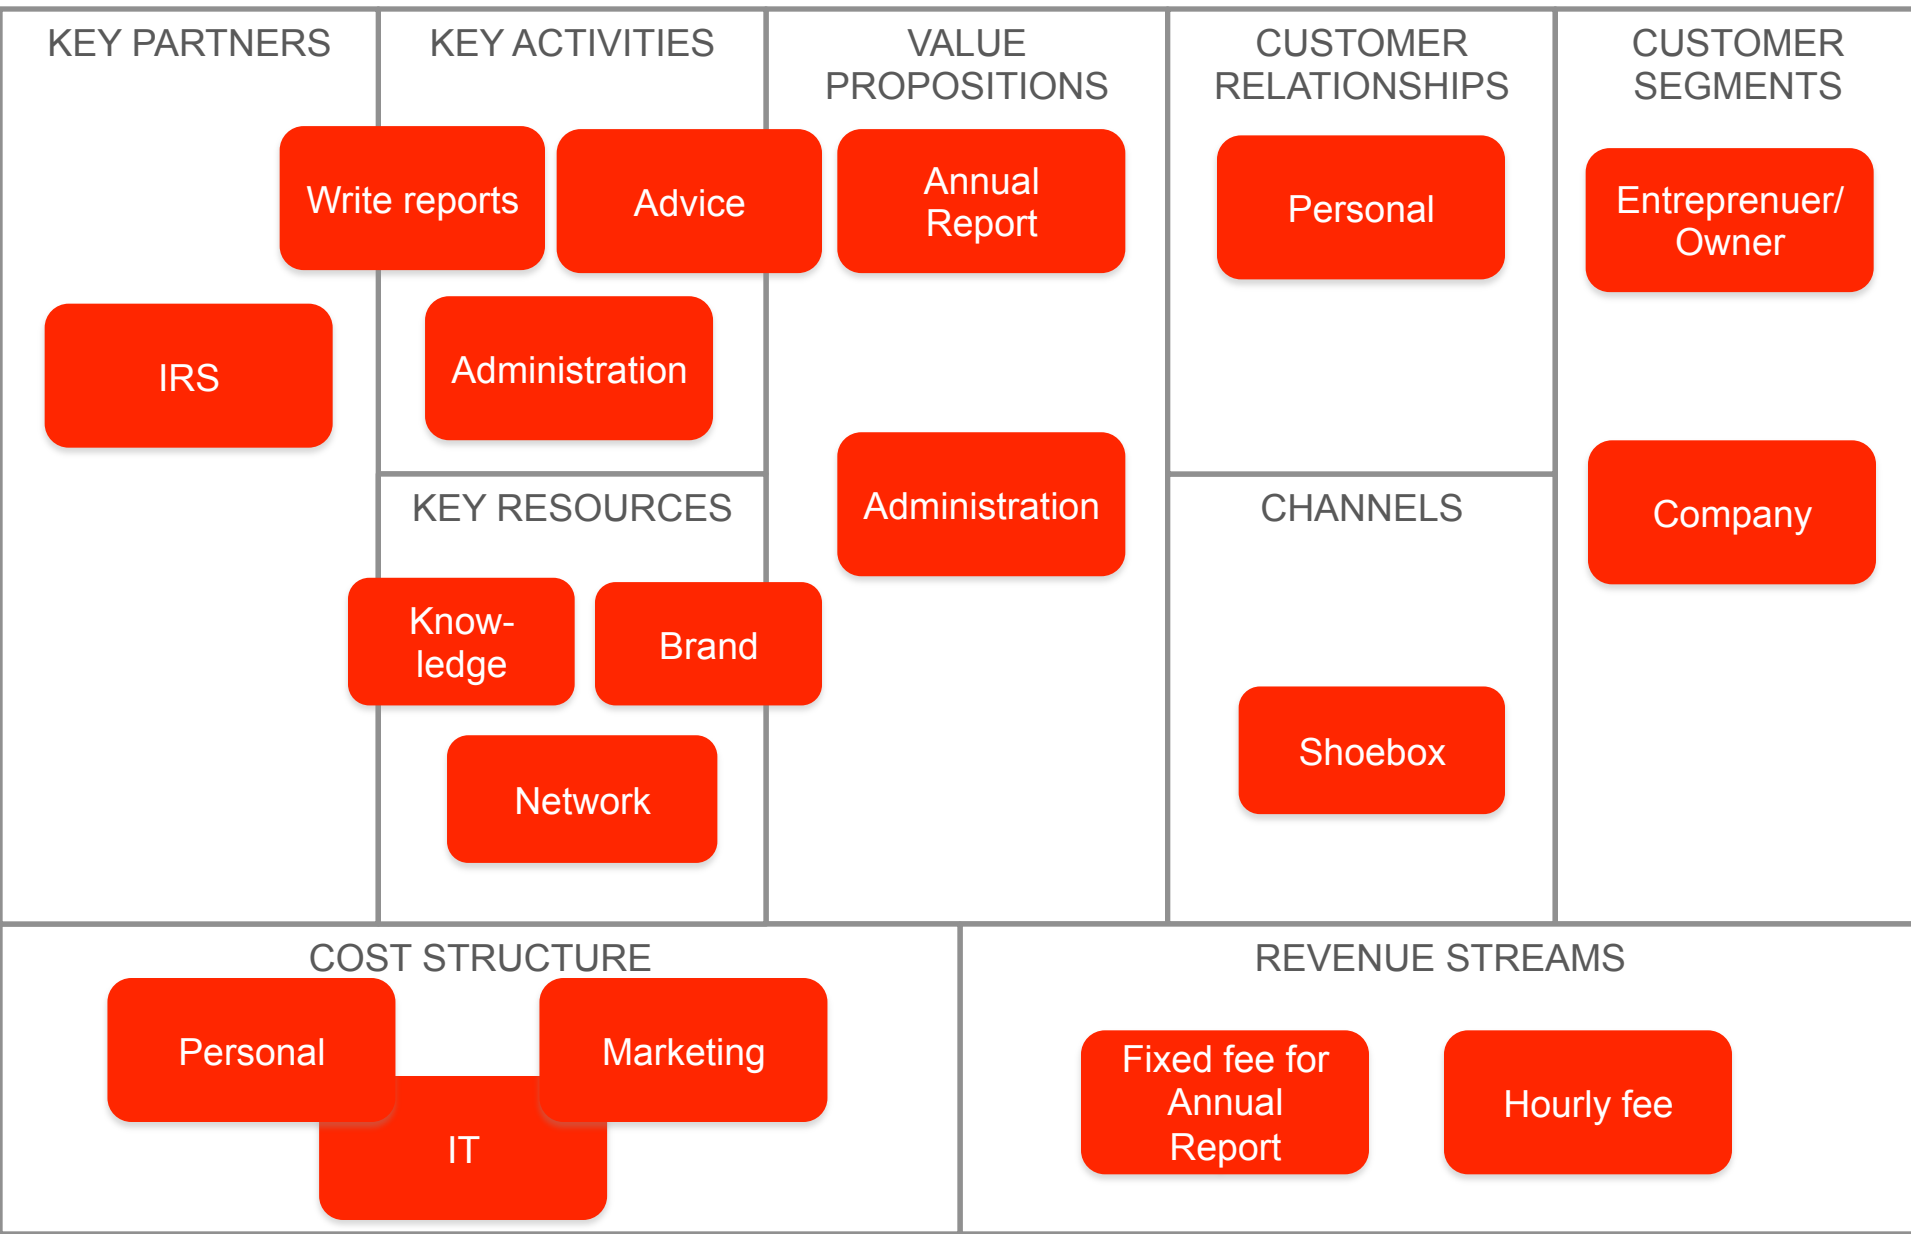 KEY PARTNERS
Write reports
IRS
KEY ACTIVITIES
Advice
Administration
KEY RESOURCES
Know-
ledge
Brand
Network
VALUE
PROPOSITIONS
Annual
Report
Administration
CUSTOMER
RELATIONSHIPS
Personal
CHANNELS
Shoebox
CUSTOMER
SEGMENTS
Entreprenuer/
Owner
Company
COST STRUCTURE
Personal
Marketing
IT
REVENUE STREAMS
Fixed fee for
Annual
Report
Hourly fee